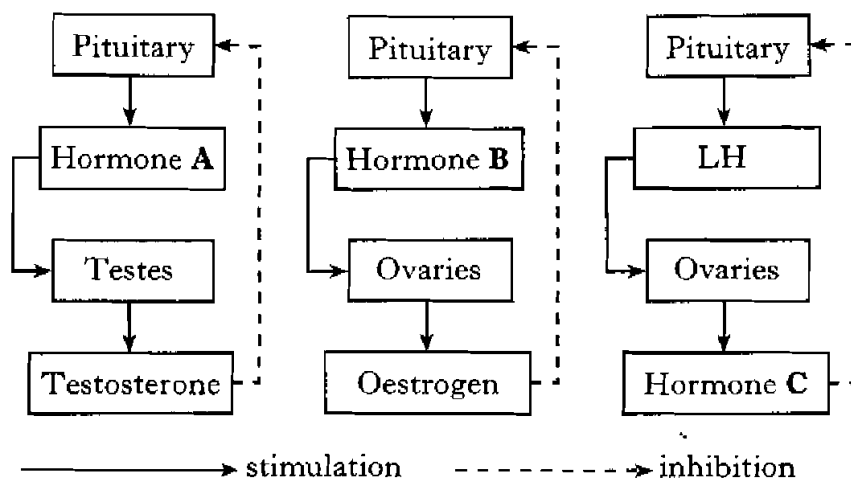 Pituitary
Hormone A
Testes
Testosterone
Pituitary
Hormone B
Ovaries
Oestrogen
Pituitary
LH
Ovaries
Hormone C
stimulation
inhibition